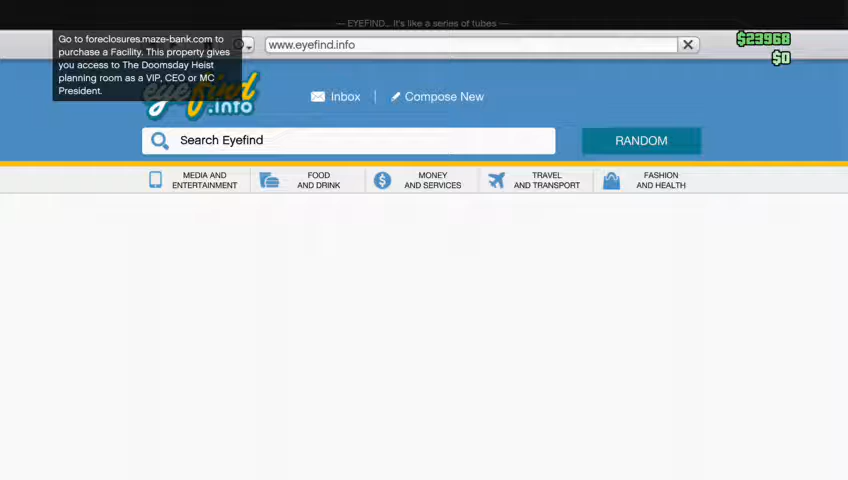 — EYEFIND... It's like a series of tubes —
Go to foreclosures.maze-bank.com to
purchase a Facility. This property gives
you access to The Doomsday Heist
planning room as a VIP, CEO or MC
President.
www.eyefind.info
$23968
$0
eyefind
.info
Inbox
Compose New
Search Eyefind
RANDOM
MEDIA AND
ENTERTAINMENT
FOOD
AND DRINK
MONEY
AND SERVICES
TRAVEL
AND TRANSPORT
FASHION
AND HEALTH